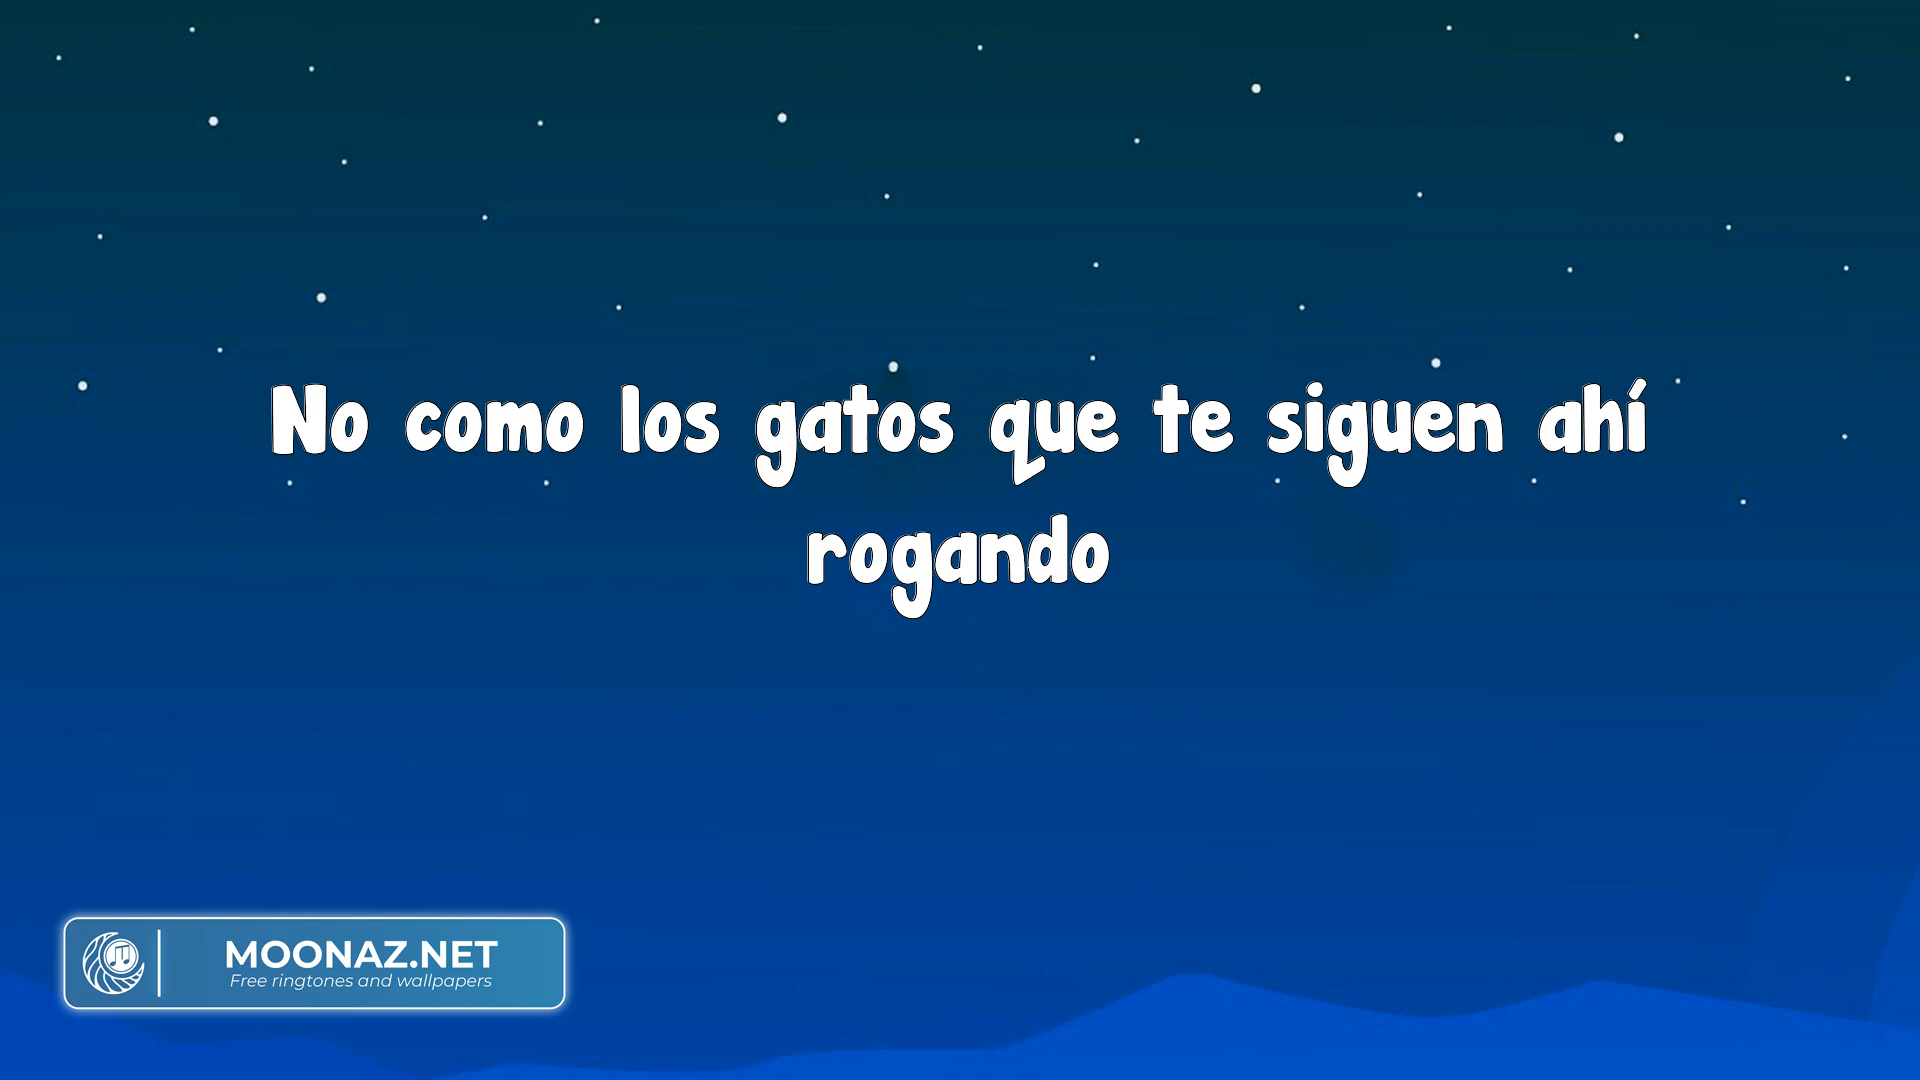 No como los gatos que te siguen ahí
rogando
MOONAZ.NET
Free ringtones and wallpapers